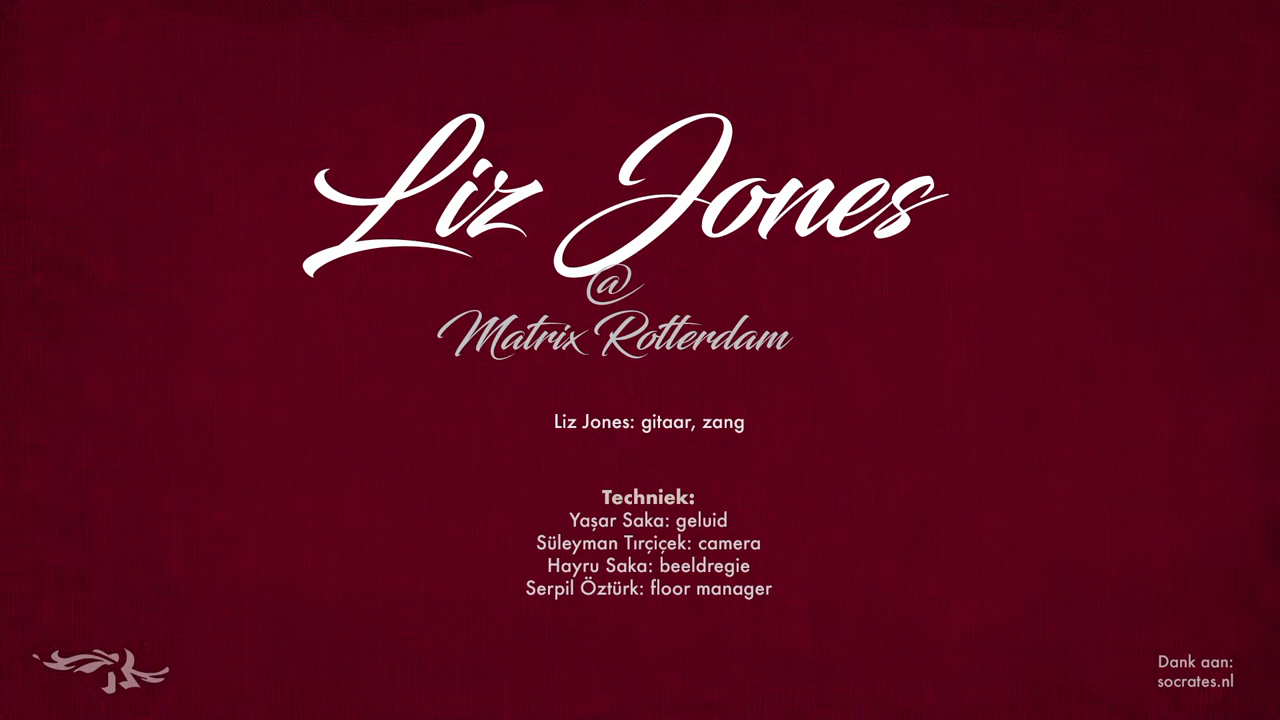 Liz Jones
@
Matrix Rotterdam
Liz Jones: gitaar, zang
Techniek:
Yaşar Saka: geluid
Süleyman Tırçiçek: camera
Hayru Saka: beeldregie
Serpil Öztürk: floor manager
Dank aan:
socrates.nl